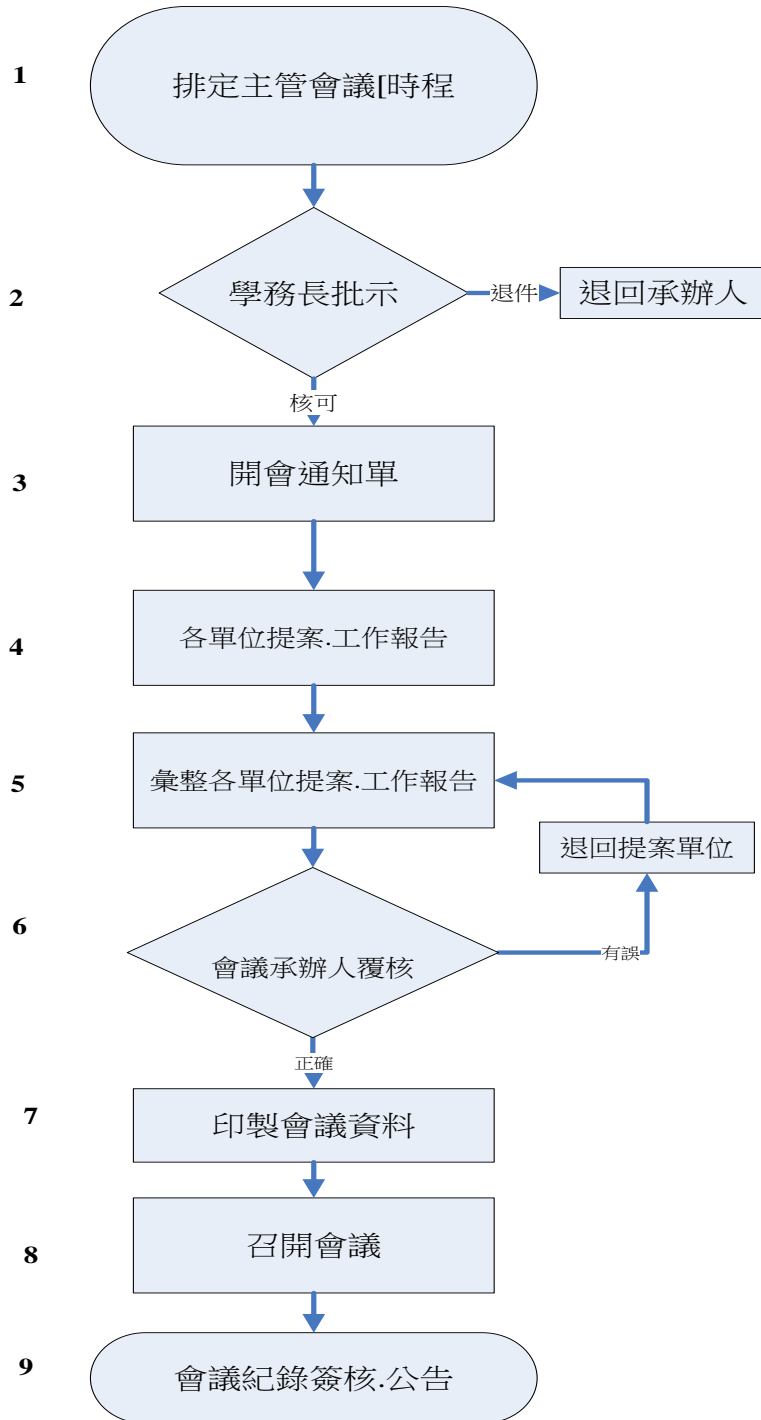 1
排定主管會議[時程
2
學務長批示
退件
退回承辦人
核可
3
開會通知單
4
各單位提案.工作報告
5
彙整各單位提案.工作報告
退回提案單位
6
會議承辦人覆核
有誤
正確
7
印製會議資料
8
召開會議
9
會議紀錄簽核.公告